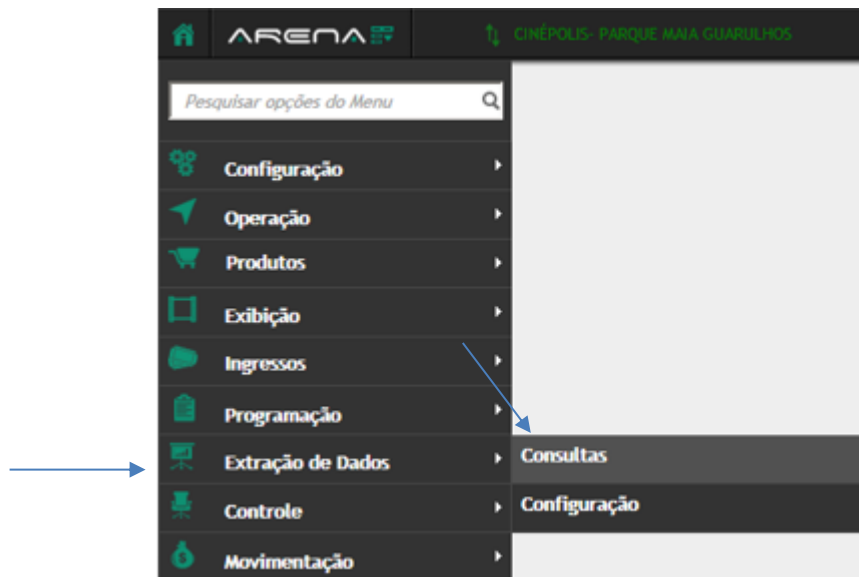 ARENA
CINÉPOLIS- PARQUE MAIA GUARULHOS
Pesquisar opções do Menu
Configuração
Operação
Produtos
Exibição
Ingressos
Programação
Extração de Dados
Consultas
Controle
Configuração
Movimentação